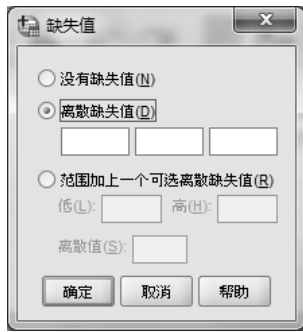 缺失值
没有缺失值(N)
离散缺失值(D)
范围加上一个可选离散缺失值(R)
低(L): 高(H):
离散值(S):
确定 取消 帮助